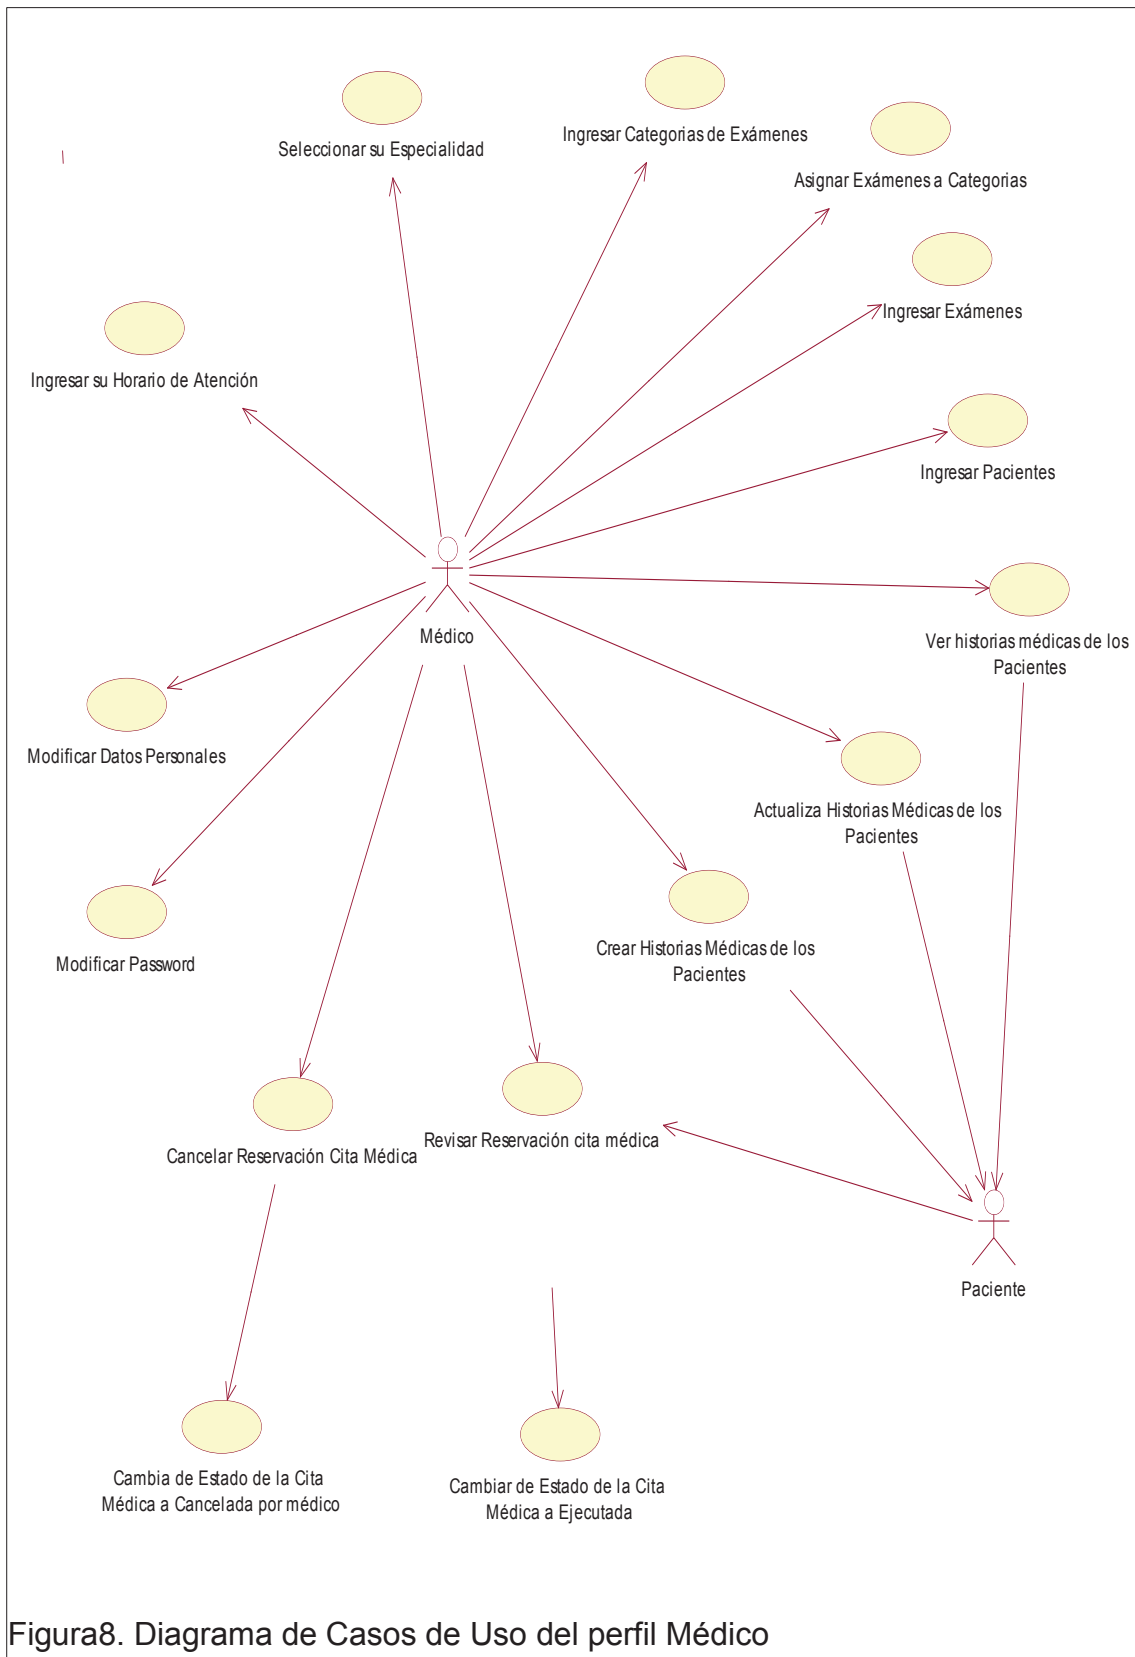 Ingresar Categorias de Exámenes
Seleccionar su Especialidad
Asignar Exámenes a Categorias
Ingresar Exámenes
Ingresar su Horario de Atención
Ingresar Pacientes
Médico
Ver historias médicas de los
Pacientes
Modificar Datos Personales
Actualiza Historias Médicas de los
Pacientes
Crear Historias Médicas de los
Pacientes
Modificar Password
Revisar Reservación cita médica
Cancelar Reservación Cita Médica
Paciente
Cambia de Estado de la Cita
Médica a Cancelada por médico
Cambiar de Estado de la Cita
Médica a Ejecutada
Figura8. Diagrama de Casos de Uso del perfil Médico